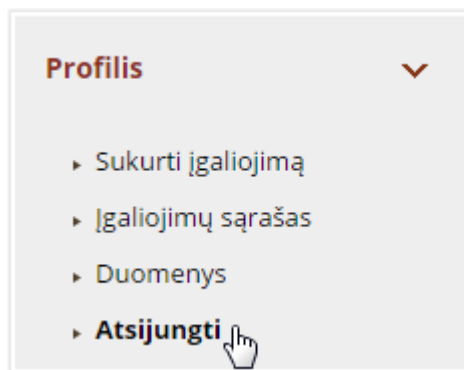 Profilis
Sukurti įgaliojimą
Įgaliojimų sąrašas
Duomenys
Atsijungti